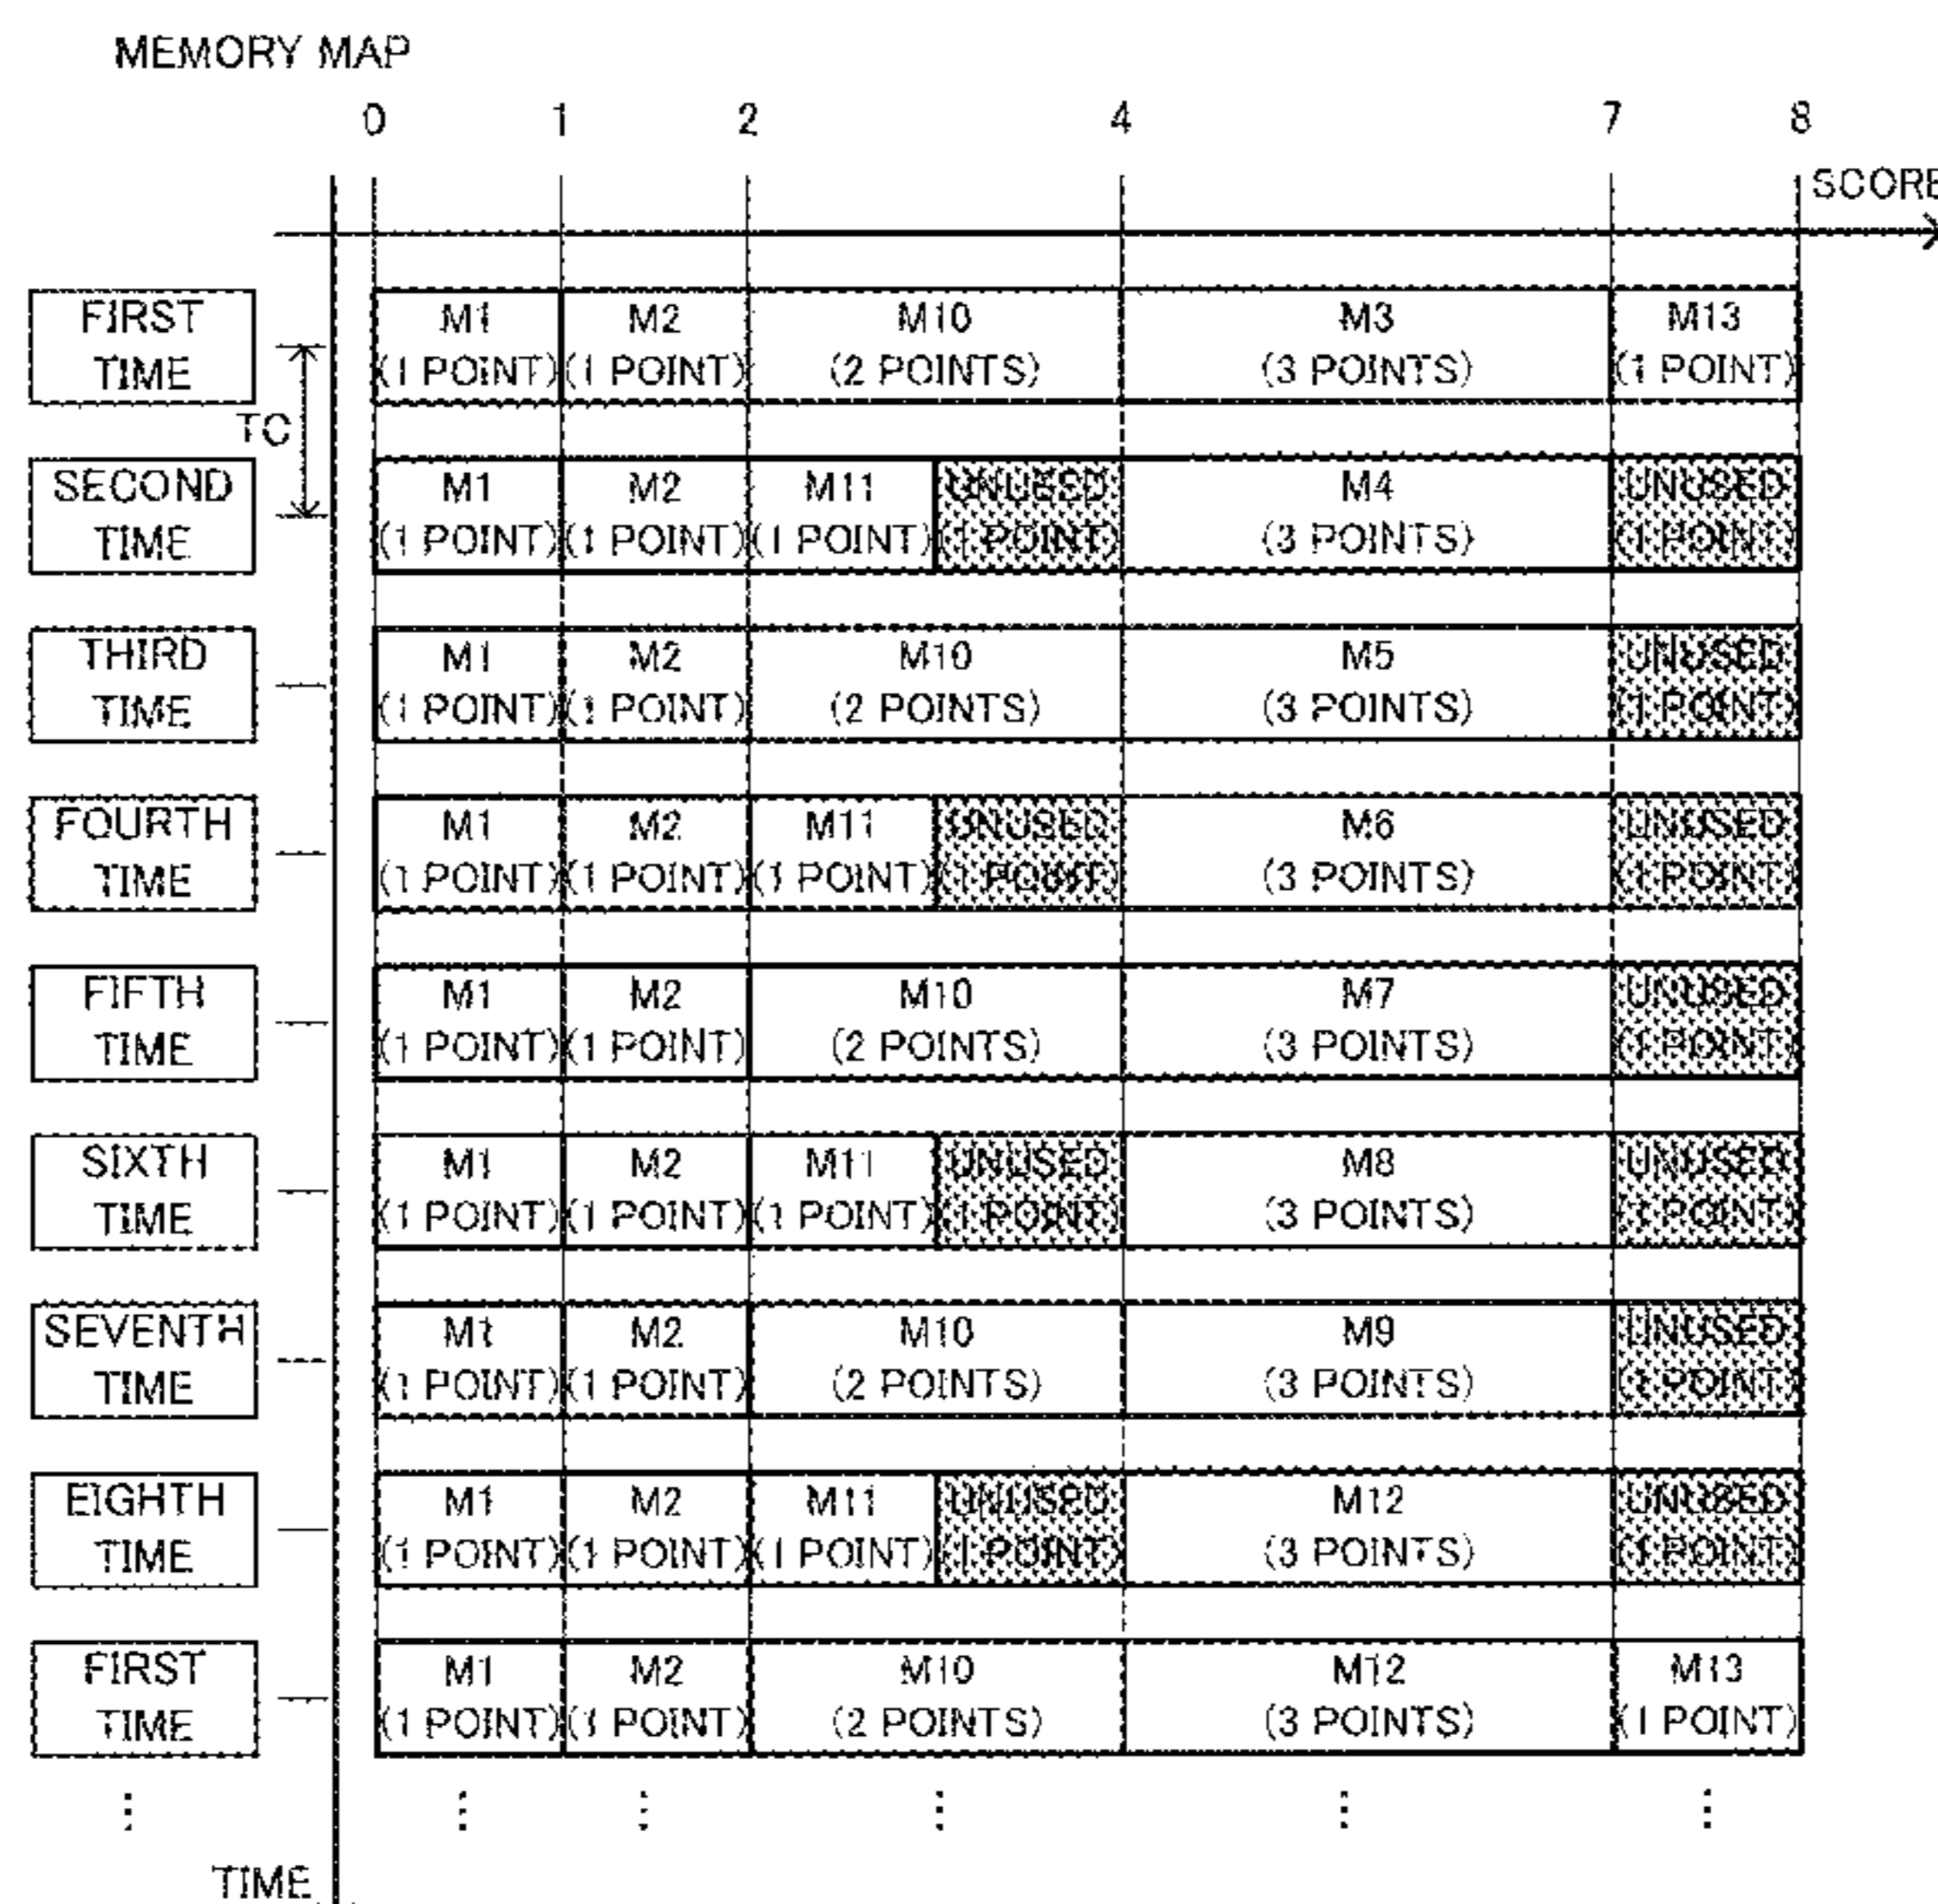 MEMORY MAP
0 1 2 4 7 8
SCORE
FIRST TIME M1 (1 POINT) M2 (1 POINT) M10 (2 POINTS) M3 (3 POINTS) M13 (1 POINT)
TC
SECOND TIME M1 (1 POINT) M2 (1 POINT) M11 (1 POINT) UNUSED (1 POINT) M4 (3 POINTS) UNUSED (1 POINT)
THIRD TIME M1 (1 POINT) M2 (1 POINT) M10 (2 POINTS) M5 (3 POINTS) UNUSED (1 POINT)
FOURTH TIME M1 (1 POINT) M2 (1 POINT) M11 (1 POINT) UNUSED (1 POINT) M6 (3 POINTS) UNUSED (1 POINT)
FIFTH TIME M1 (1 POINT) M2 (1 POINT) M10 (2 POINTS) M7 (3 POINTS) UNUSED (1 POINT)
SIXTH TIME M1 (1 POINT) M2 (1 POINT) M11 (1 POINT) UNUSED (1 POINT) M8 (3 POINTS) UNUSED (1 POINT)
SEVENTH TIME M1 (1 POINT) M2 (1 POINT) M10 (2 POINTS) M9 (3 POINTS) UNUSED (1 POINT)
EIGHTH TIME M1 (1 POINT) M2 (1 POINT) M11 (1 POINT) UNUSED (1 POINT) M12 (3 POINTS) UNUSED (1 POINT)
FIRST TIME M1 (1 POINT) M2 (1 POINT) M10 (2 POINTS) M12 (3 POINTS) M13 (1 POINT)
TIME